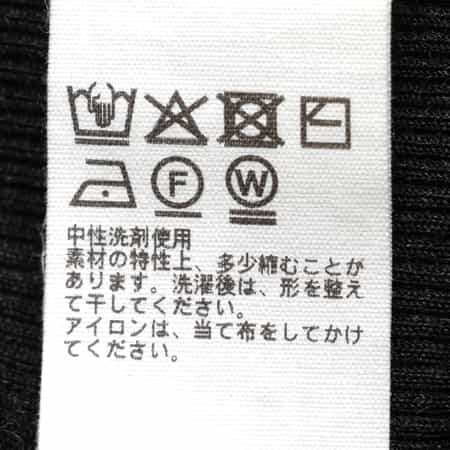 F W
中性洗剤使用
素材の特性上、多少縮むことが
あります。洗濯後は、形を整え
て干してください。
アイロンは、当て布をしてかけ
てください。